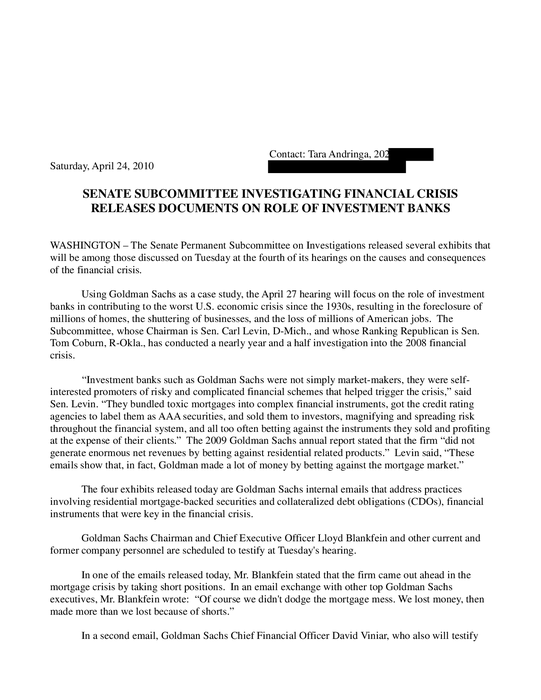 Contact: Tara Andringa, 202
Saturday, April 24, 2010
SENATE SUBCOMMITTEE INVESTIGATING FINANCIAL CRISIS
RELEASES DOCUMENTS ON ROLE OF INVESTMENT BANKS
WASHINGTON – The Senate Permanent Subcommittee on Investigations released several exhibits that
will be among those discussed on Tuesday at the fourth of its hearings on the causes and consequences
of the financial crisis.
Using Goldman Sachs as a case study, the April 27 hearing will focus on the role of investment
banks in contributing to the worst U.S. economic crisis since the 1930s, resulting in the foreclosure of
millions of homes, the shuttering of businesses, and the loss of millions of American jobs. The
Subcommittee, whose Chairman is Sen. Carl Levin, D-Mich., and whose Ranking Republican is Sen.
Tom Coburn, R-Okla., has conducted a nearly year and a half investigation into the 2008 financial
crisis.
“Investment banks such as Goldman Sachs were not simply market-makers, they were self-
interested promoters of risky and complicated financial schemes that helped trigger the crisis,” said
Sen. Levin. “They bundled toxic mortgages into complex financial instruments, got the credit rating
agencies to label them as AAA securities, and sold them to investors, magnifying and spreading risk
throughout the financial system, and all too often betting against the instruments they sold and profiting
at the expense of their clients.” The 2009 Goldman Sachs annual report stated that the firm “did not
generate enormous net revenues by betting against residential related products.” Levin said, “These
emails show that, in fact, Goldman made a lot of money by betting against the mortgage market.”
The four exhibits released today are Goldman Sachs internal emails that address practices
involving residential mortgage-backed securities and collateralized debt obligations (CDOs), financial
instruments that were key in the financial crisis.
Goldman Sachs Chairman and Chief Executive Officer Lloyd Blankfein and other current and
former company personnel are scheduled to testify at Tuesday's hearing.
In one of the emails released today, Mr. Blankfein stated that the firm came out ahead in the
mortgage crisis by taking short positions. In an email exchange with other top Goldman Sachs
executives, Mr. Blankfein wrote: “Of course we didn't dodge the mortgage mess. We lost money, then
made more than we lost because of shorts.”
In a second email, Goldman Sachs Chief Financial Officer David Viniar, who also will testify